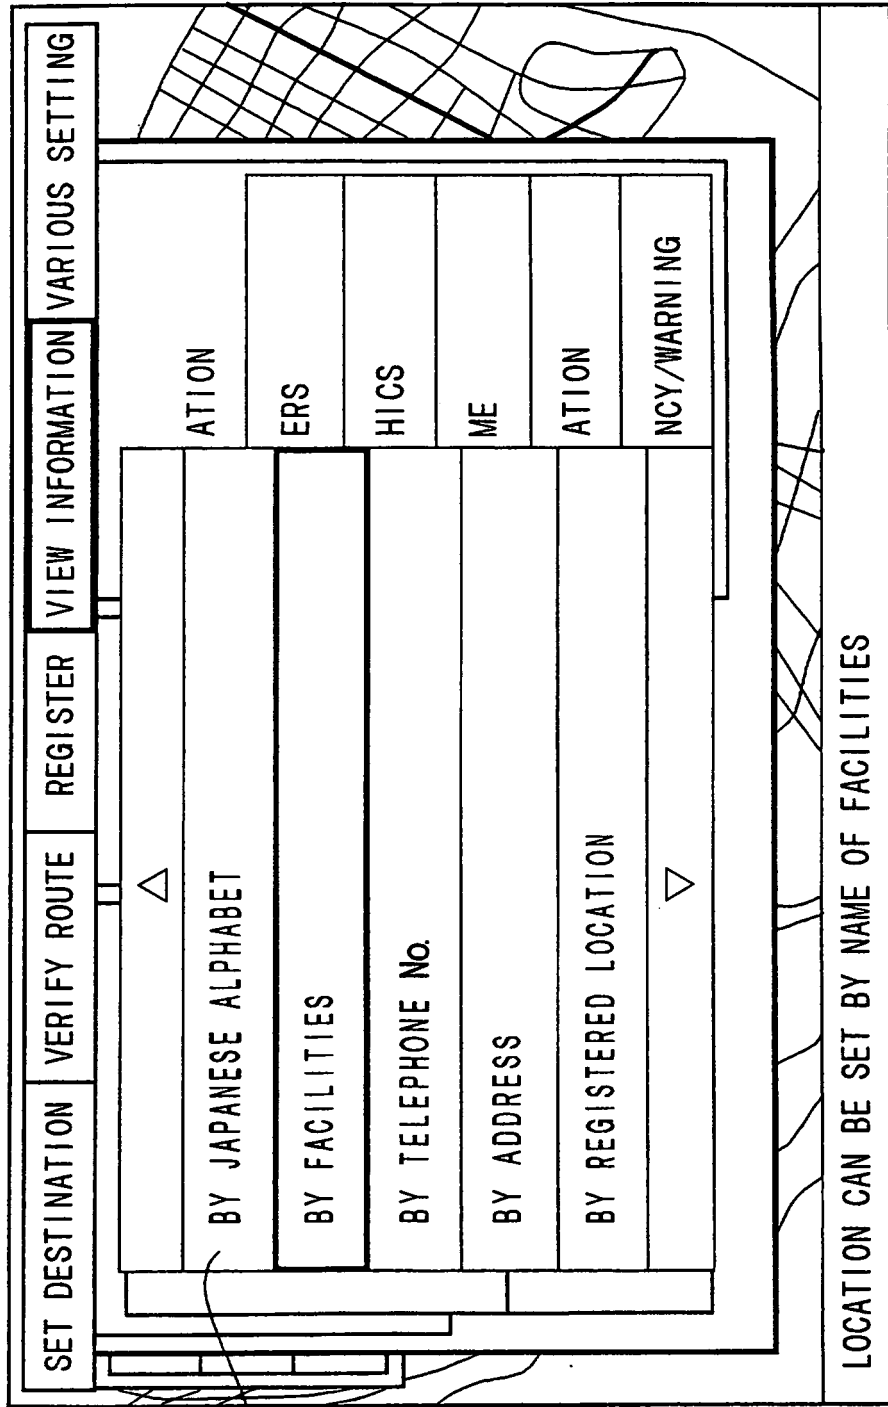 SET DESTINATION VERIFY ROUTE REGISTER VIEW INFORMATION VARIOUS SETTING
BY JAPANESE ALPHABET ATION
BY FACILITIES ERS
BY TELEPHONE No. HICS
BY ADDRESS ME
BY REGISTERED LOCATION ATION
NCY/WARNING
LOCATION CAN BE SET BY NAME OF FACILITIES